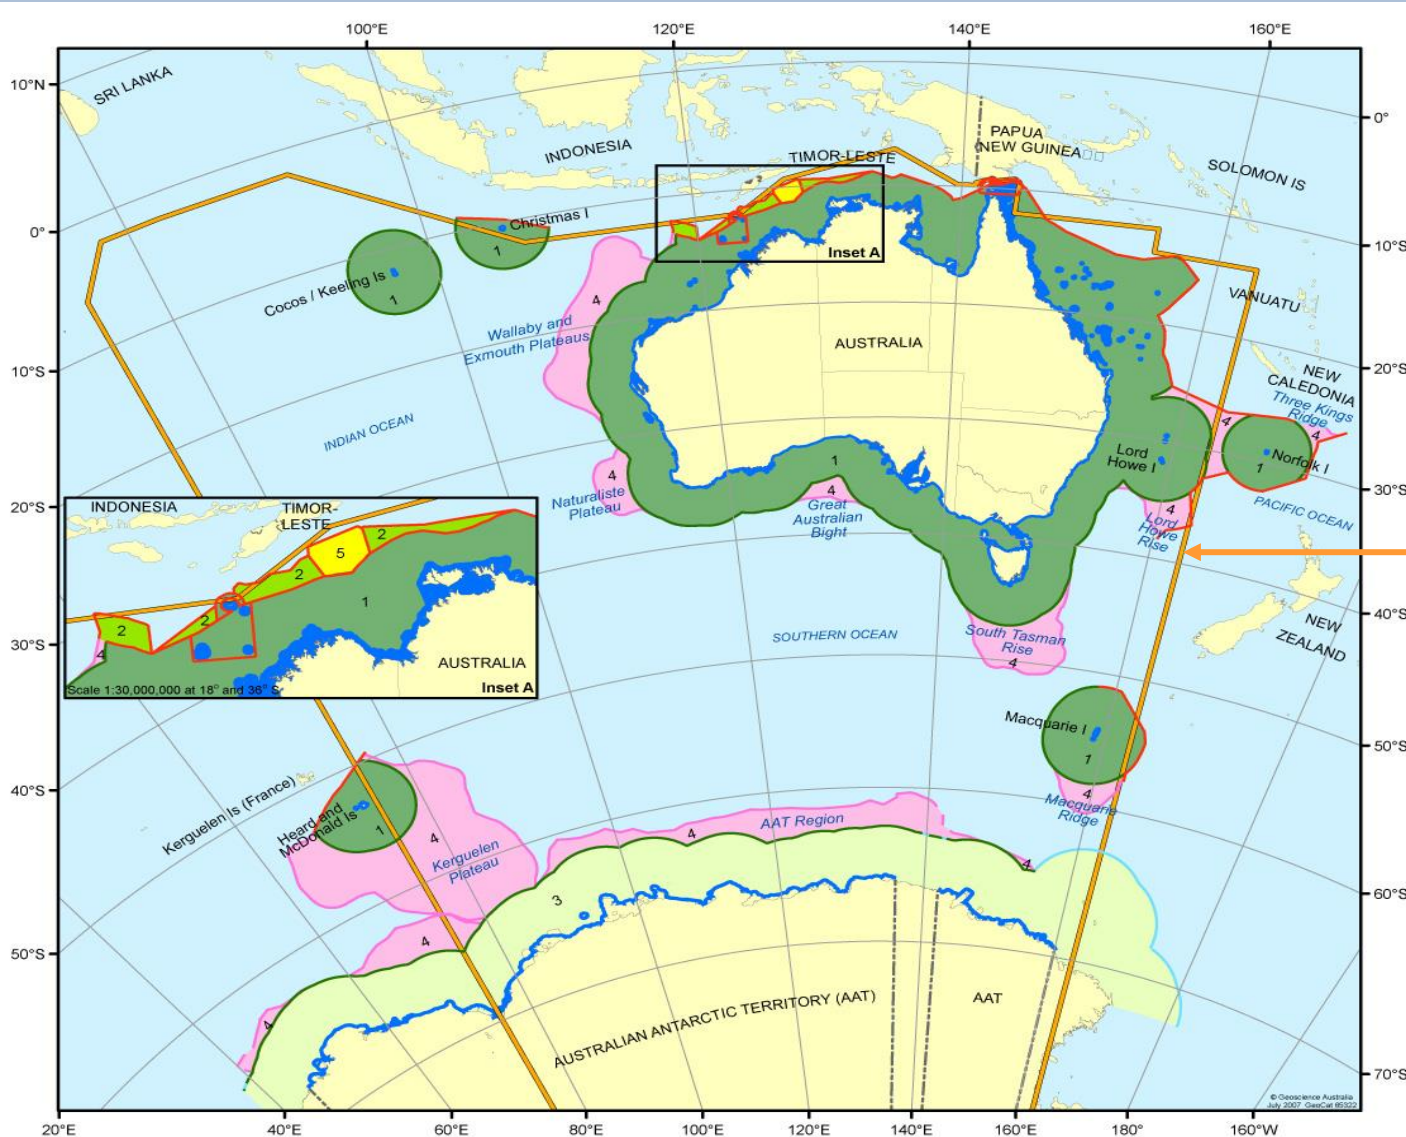 100°E
120°E
140°E
160°E
10°N
0°
10°S
20°S
30°S
40°S
50°S
0°
10°S
20°S
30°S
40°S
50°S
60°S
70°S
20°E
40°E
60°E
80°E
100°E
120°E
140°E
160°E
180°E
160°W
SRI LANKA
INDONESIA
TIMOR-LESTE
PAPUA
NEW GUINEA
SOLOMON IS
Christmas I
1
Cocos / Keeling Is
1
Inset A
VANUATU
4
Wallaby and
Exmouth Plateaus
AUSTRALIA
NEW
CALEDONIA
Three Kings
Ridge
INDIAN OCEAN
4
4
Lord
Howe I
1
Norfolk I
1
4
Naturaliste
Plateau
4
Great
Australian
Bight
4
Lord
Howe
Rise
PACIFIC OCEAN
INDONESIA
TIMOR-
LESTE
2
5
2
1
2
2
4
AUSTRALIA
Scale 1:30,000,000 at 18° and 36° S
Inset A
SOUTHERN OCEAN
South Tasman
Rise
4
NEW
ZEALAND
Macquarie I
1
4
Macquarie
Ridge
Kerguelen Is (France)
Heard and
McDonald Is
1
4
Kerguelen
Plateau
4
AAT Region
4
3
4
4
AUSTRALIAN ANTARCTIC TERRITORY (AAT)
AAT
© Geoscience Australia
July 2007. GeoCat 65322